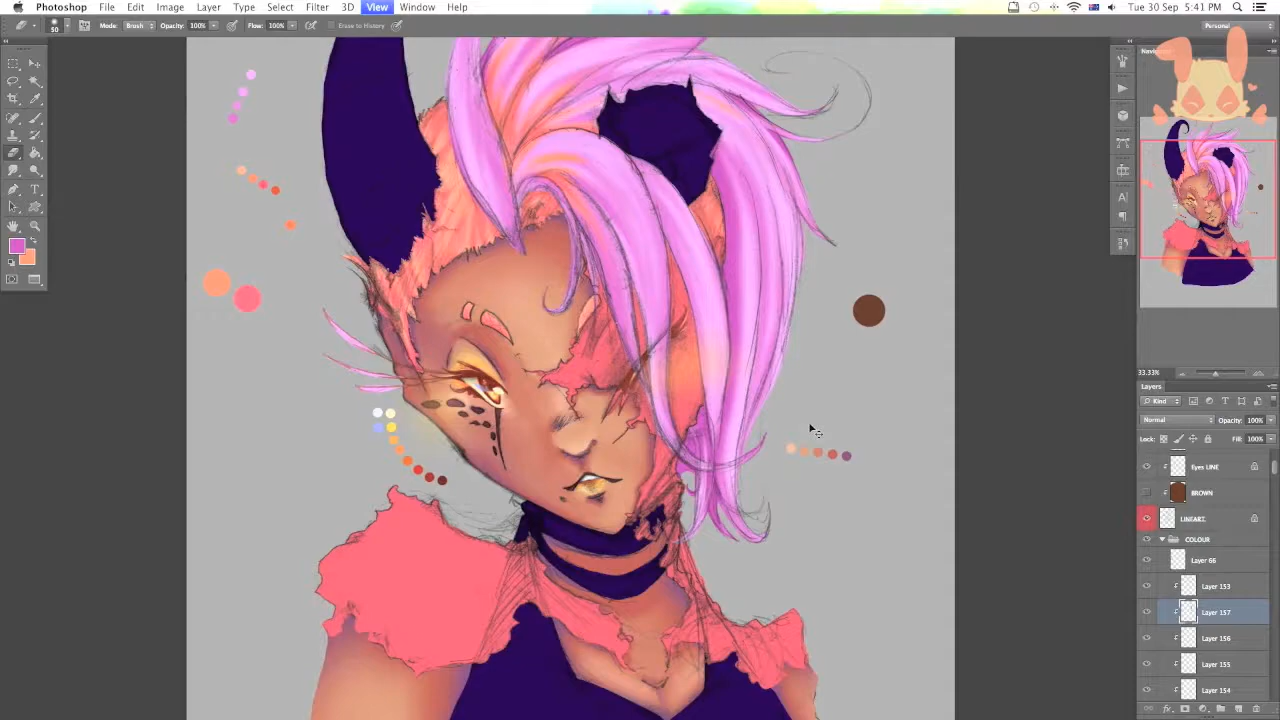 Photoshop File Edit Image Layer Type Select Filter 3D View Window Help Tue 30 Sep 5:41 PM
50 Mode: Brush Opacity: 100% Flow: 100% Erase to History Personal
33.33%
Layers
Kind
Normal Opacity: 100%
Lock: Fill: 100%
Eyes LINE
BROWN
LINEART.
COLOUR
Layer 66
Layer 153
Layer 157
Layer 156
Layer 155
Layer 154